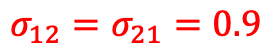 σ₁₂ = σ₂₁ = 0.9